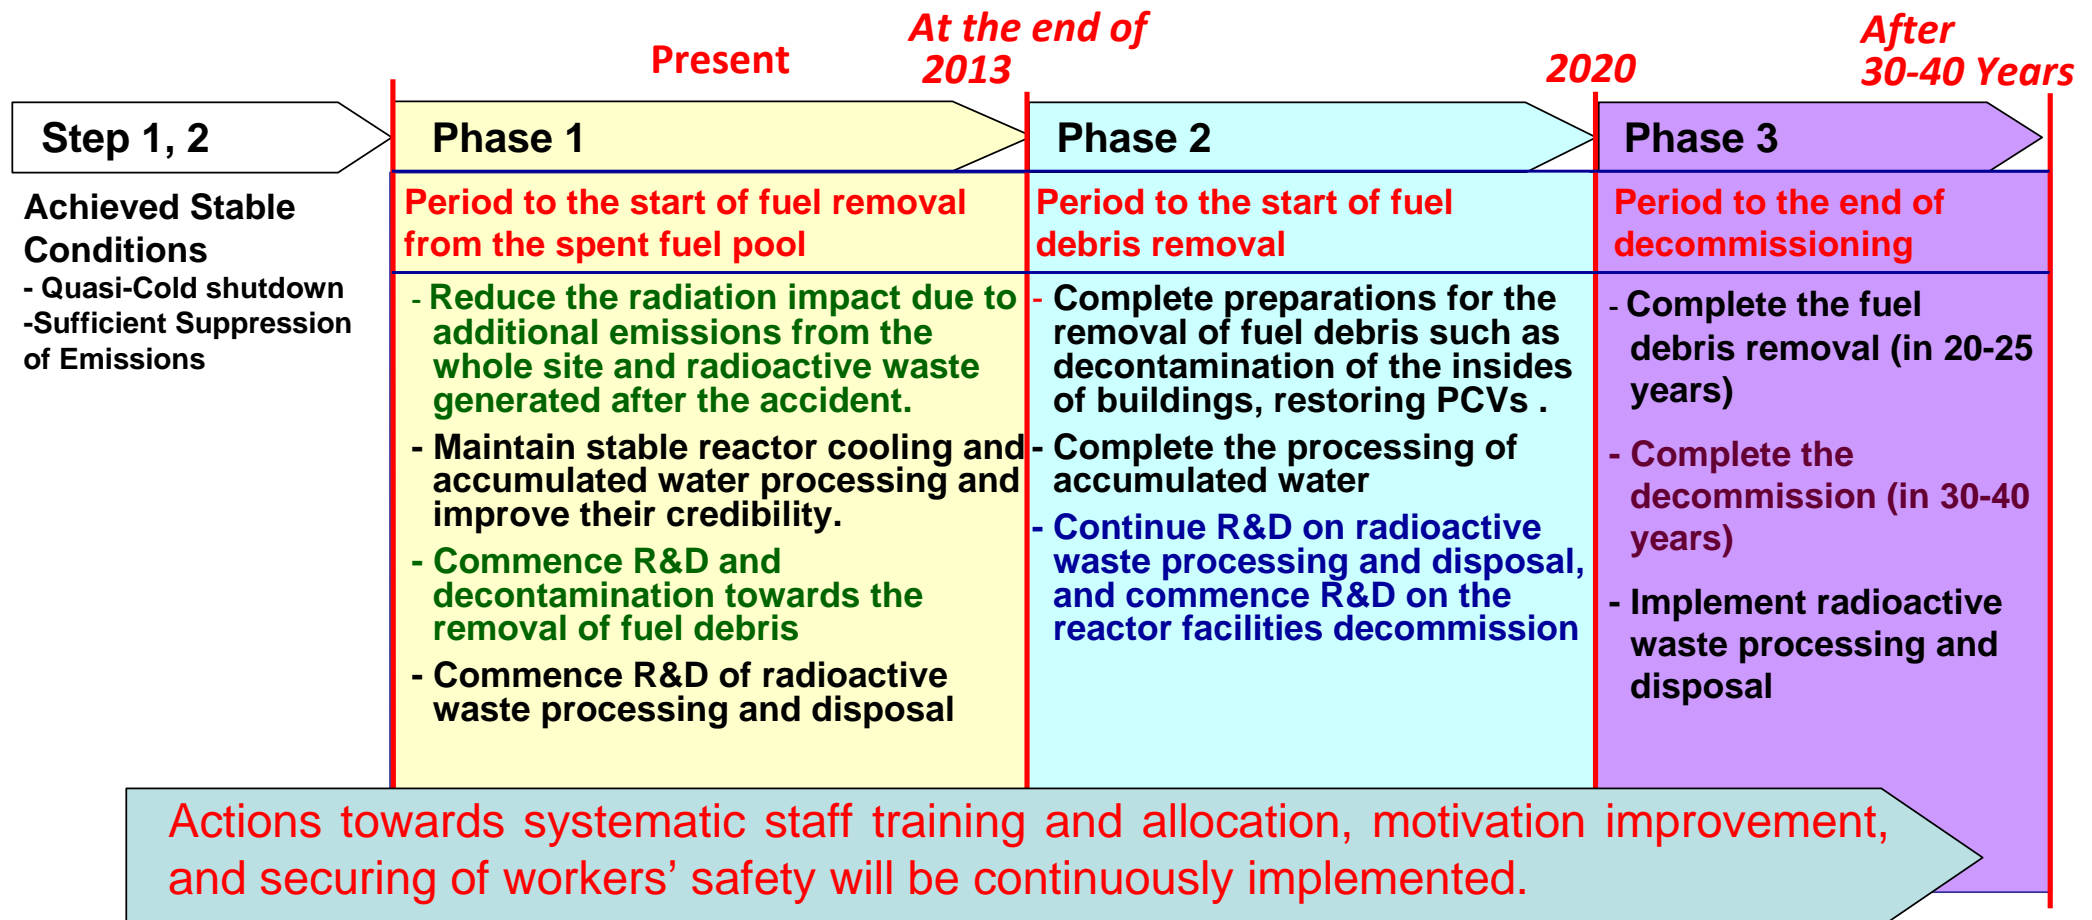 Present
At the end of
2013
2020
After
30-40 Years
Step 1, 2
Phase 1
Phase 2
Phase 3
Achieved Stable
Conditions
- Quasi-Cold shutdown
-Sufficient Suppression
of Emissions
Period to the start of fuel removal
from the spent fuel pool
- Reduce the radiation impact due to
additional emissions from the
whole site and radioactive waste
generated after the accident.
- Maintain stable reactor cooling and
accumulated water processing and
improve their credibility.
- Commence R&D and
decontamination towards the
removal of fuel debris
- Commence R&D of radioactive
waste processing and disposal
Period to the start of fuel
debris removal
- Complete preparations for the
removal of fuel debris such as
decontamination of the insides
of buildings, restoring PCVs .
- Complete the processing of
accumulated water
- Continue R&D on radioactive
waste processing and disposal,
and commence R&D on the
reactor facilities decommission
Period to the end of
decommissioning
- Complete the fuel
debris removal (in 20-25
years)
- Complete the
decommission (in 30-40
years)
- Implement radioactive
waste processing and
disposal
Actions towards systematic staff training and allocation, motivation improvement,
and securing of workers’ safety will be continuously implemented.